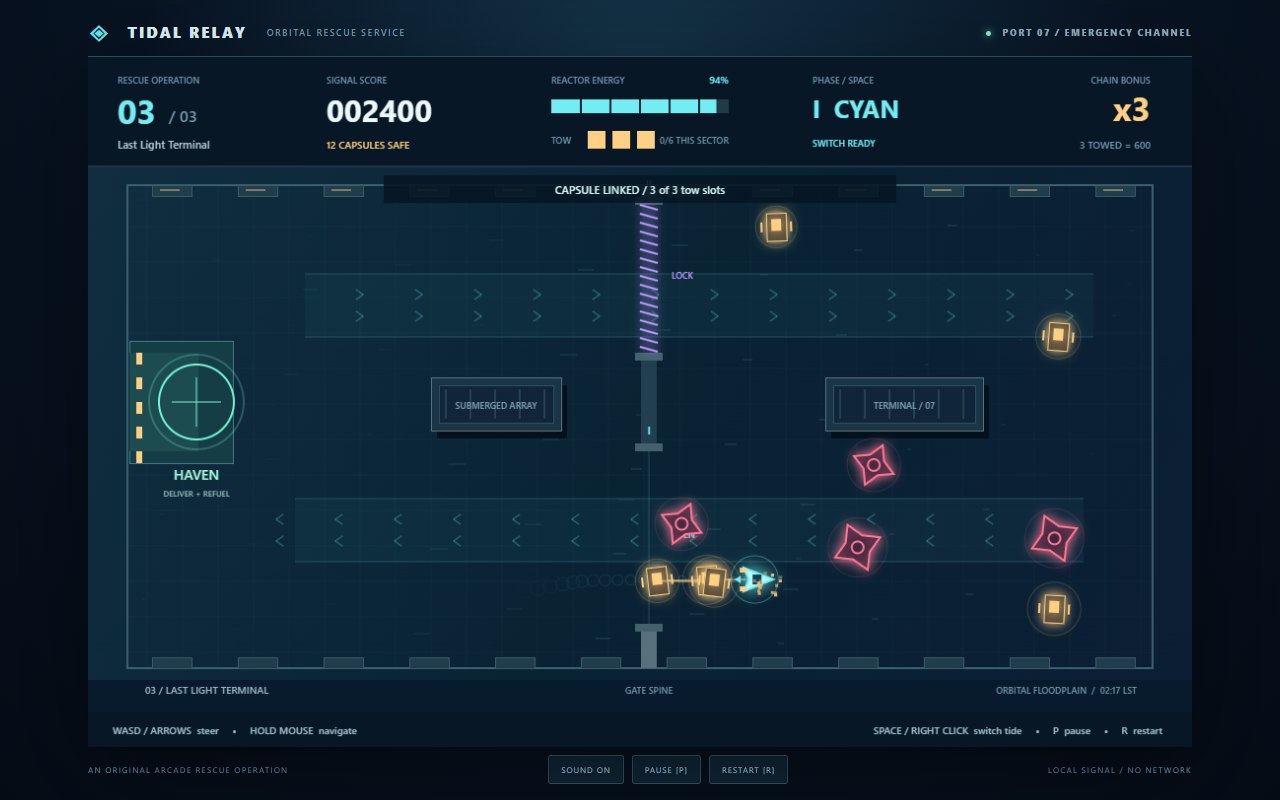 TIDAL RELAY ORBITAL RESCUE SERVICE
PORT 07 / EMERGENCY CHANNEL
RESCUE OPERATION
03 / 03
Last Light Terminal
SIGNAL SCORE
002400
12 CAPSULES SAFE
REACTOR ENERGY 94%
TOW 0/6 THIS SECTOR
PHASE / SPACE
I CYAN
SWITCH READY
CHAIN BONUS
x3
3 TOWED = 600
CAPSULE LINKED / 3 of 3 tow slots
LOCK
SUBMERGED ARRAY
TERMINAL / 07
HAVEN
DELIVER + REFUEL
03 / LAST LIGHT TERMINAL
GATE SPINE
ORBITAL FLOODPLAIN / 02:17 LST
WASD / ARROWS steer • HOLD MOUSE navigate
SPACE / RIGHT CLICK switch tide • P pause • R restart
AN ORIGINAL ARCADE RESCUE OPERATION
SOUND ON
PAUSE [P]
RESTART [R]
LOCAL SIGNAL / NO NETWORK